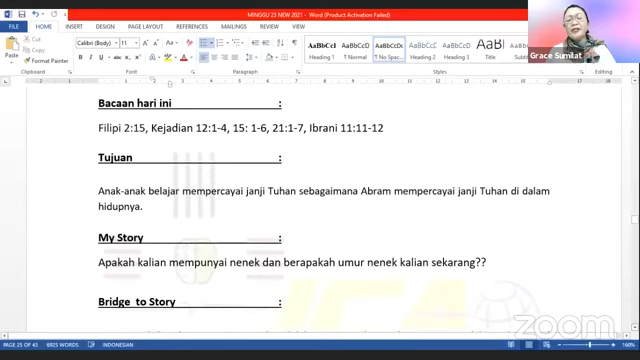 MINGGU 23 NEW 2021 - Word (Product Activation Failed)
FILE HOME INSERT DESIGN PAGE LAYOUT REFERENCES MAILINGS REVIEW VIEW
Cut
Copy
Format Painter
Paste
Calibri (Body) 11
AaBbCcI AaBbCcDc AaBbCcDc AaBbCcI AaBbCcD AaBl AaBbCcD
Heading 1 ¶ Normal ¶ No Spac... Heading 2 Heading 3 Title Subtitle
Clipboard Font Paragraph Styles Editing
Grace Sumilat
Bacaan hari ini :
Filipi 2:15, Kejadian 12:1-4, 15: 1-6, 21:1-7, Ibrani 11:11-12
Tujuan :
Anak-anak belajar mempercayai janji Tuhan sebagaimana Abram mempercayai janji Tuhan di dalam
hidupnya.
My Story :
Apakah kalian mempunyai nenek dan berapakah umur nenek kalian sekarang??
Bridge to Story :
ICA
zoom
PAGE 25 OF 43 6925 WORDS INDONESIAN 160%